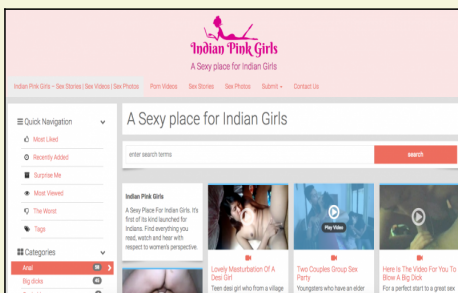 Indian Pink Girls
A Sexy place for Indian Girls
Indian Pink Girls – Sex Stories | Sex Videos | Sex Photos
Porn Videos
Sex Stories
Sex Photos
Submit
Contact Us
Quick Navigation
Most Liked
Recently Added
Surprise Me
Most Viewed
The Worst
Tags
Categories
Anal
Big dicks
A Sexy place for Indian Girls
enter search terms
search
Indian Pink Girls
A Sexy Place For Indian Girls. It's
first of its kind launched for
Indians. Find everything you
read, watch and hear with
respect to women's perspective.
Lovely Masturbation Of A
Desi Girl
Teen desi girl who from a village
Play Video
Two Couples Group Sex
Party
Youngsters who have an elder
Here Is The Video For You To
Blow A Big Dick
For a perfect start to a great sex